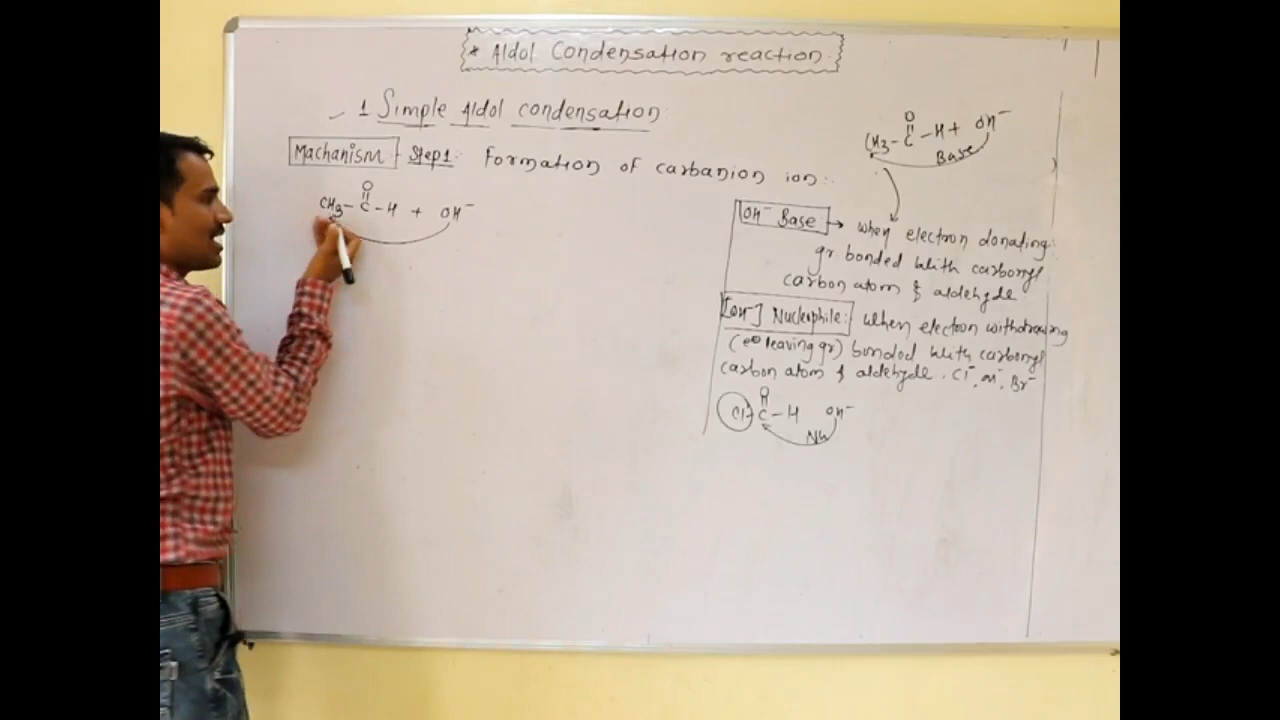 * Aldol Condensation reaction:
1 Simple Aldol condensation
Machanism Step1: Formation of carbanion ion:
O
CH3 - C - H + OH⁻
O
CH3 - C - H + OH⁻
Base
OH⁻ Base → when electron donating
gr bonded with carbonyl
carbon atom & aldehyde
[OH⁻] Nucleophile: when electron withdrawing
leaving gr) bonded with carbonyl
carbon atom & aldehyde. Cl⁻, Br⁻
O
Cl - C - H OH⁻
Nu